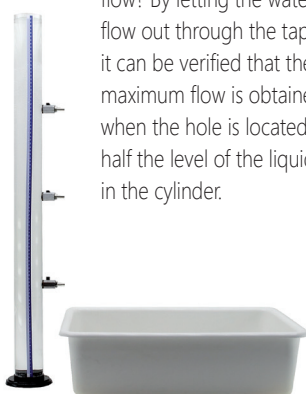 flow? By letting the water
flow out through the tap
it can be verified that the
maximum flow is obtaine
when the hole is located
half the level of the liquid
in the cylinder.